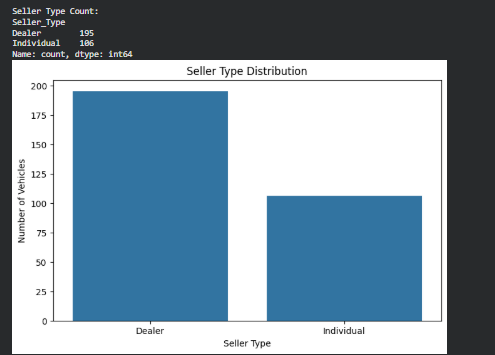 Seller Type Count:
Seller_Type
Dealer 195
Individual 106
Name: count, dtype: int64
Seller Type Distribution
200
175
150
125
100
75
50
25
0
Number of Vehicles
Dealer Individual
Seller Type